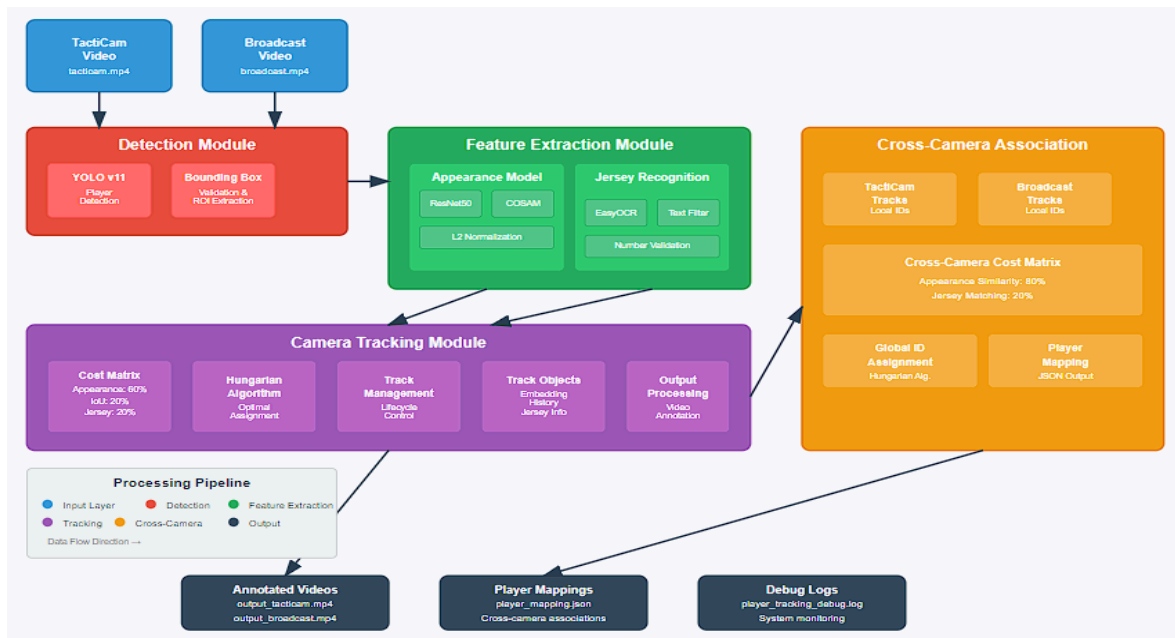 TactiCam
Video
tacticam.mp4
Broadcast
Video
broadcast.mp4
Detection Module
YOLO v11
Player
Detection
Bounding Box
Validation &
ROI Extraction
Feature Extraction Module
Appearance Model
ResNet50
COSAM
L2 Normalization
Jersey Recognition
EasyOCR
Text Filter
Number Validation
Cross-Camera Association
TactiCam
Tracks
Local IDs
Broadcast
Tracks
Local IDs
Cross-Camera Cost Matrix
Appearance Similarity: 80%
Jersey Matching: 20%
Global ID
Assignment
Hungarian Alg.
Player
Mapping
JSON Output
Camera Tracking Module
Cost Matrix
Appearance: 60%
IoU: 20%
Jersey: 20%
Hungarian
Algorithm
Optimal
Assignment
Track
Management
Lifecycle
Control
Track Objects
Embedding
History
Jersey Info
Output
Processing
Video
Annotation
Processing Pipeline
Input Layer
Detection
Feature Extraction
Tracking
Cross-Camera
Output
Data Flow Direction →
Annotated Videos
output_tacticam.mp4
output_broadcast.mp4
Player Mappings
player_mapping.json
Cross-camera associations
Debug Logs
player_tracking_debug.log
System monitoring